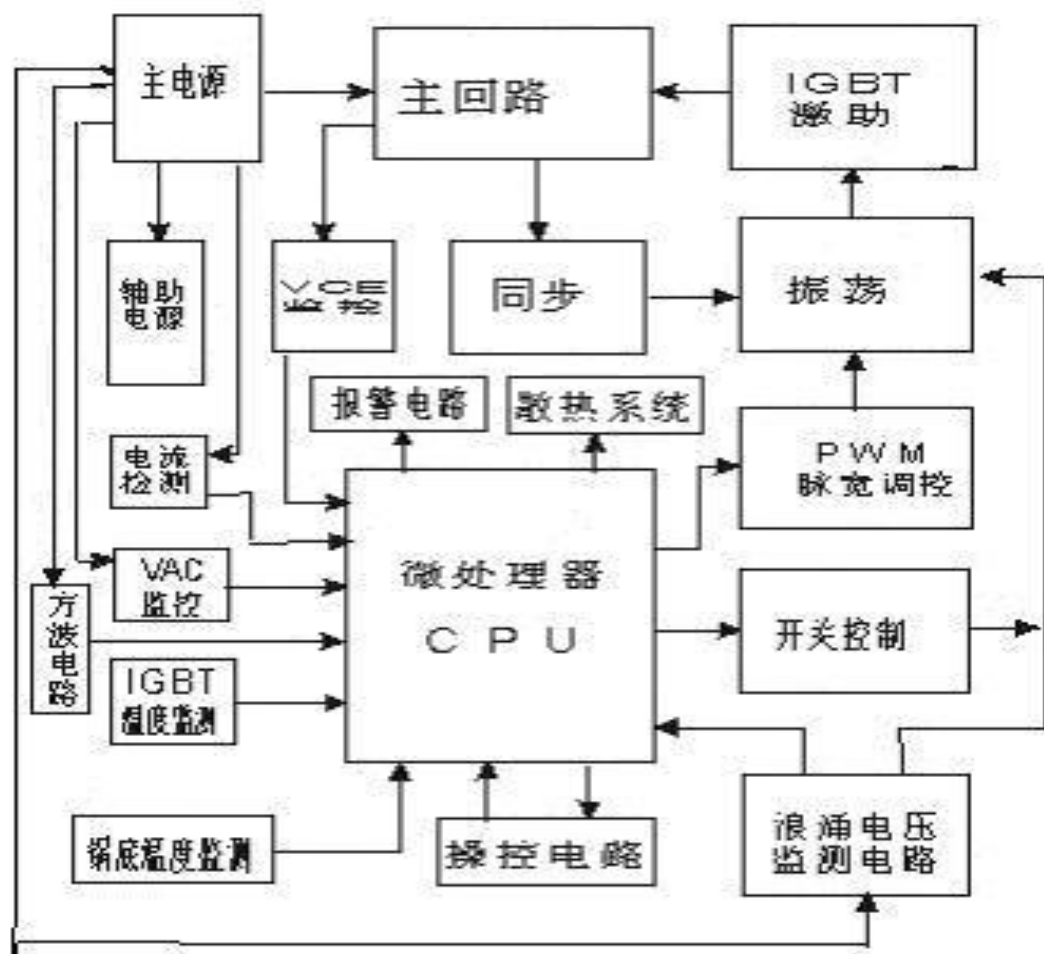 主电源
主回路
IGBT
激励
辅助
电源
VCE
监控
同步
振荡
报警电路
散热系统
电流
检测
PWM
脉宽调控
VAC
监控
微处理器
CPU
方波电路
开关控制
IGBT
温度监测
锅底温度监测
操控电路
浪涌电压
监测电路